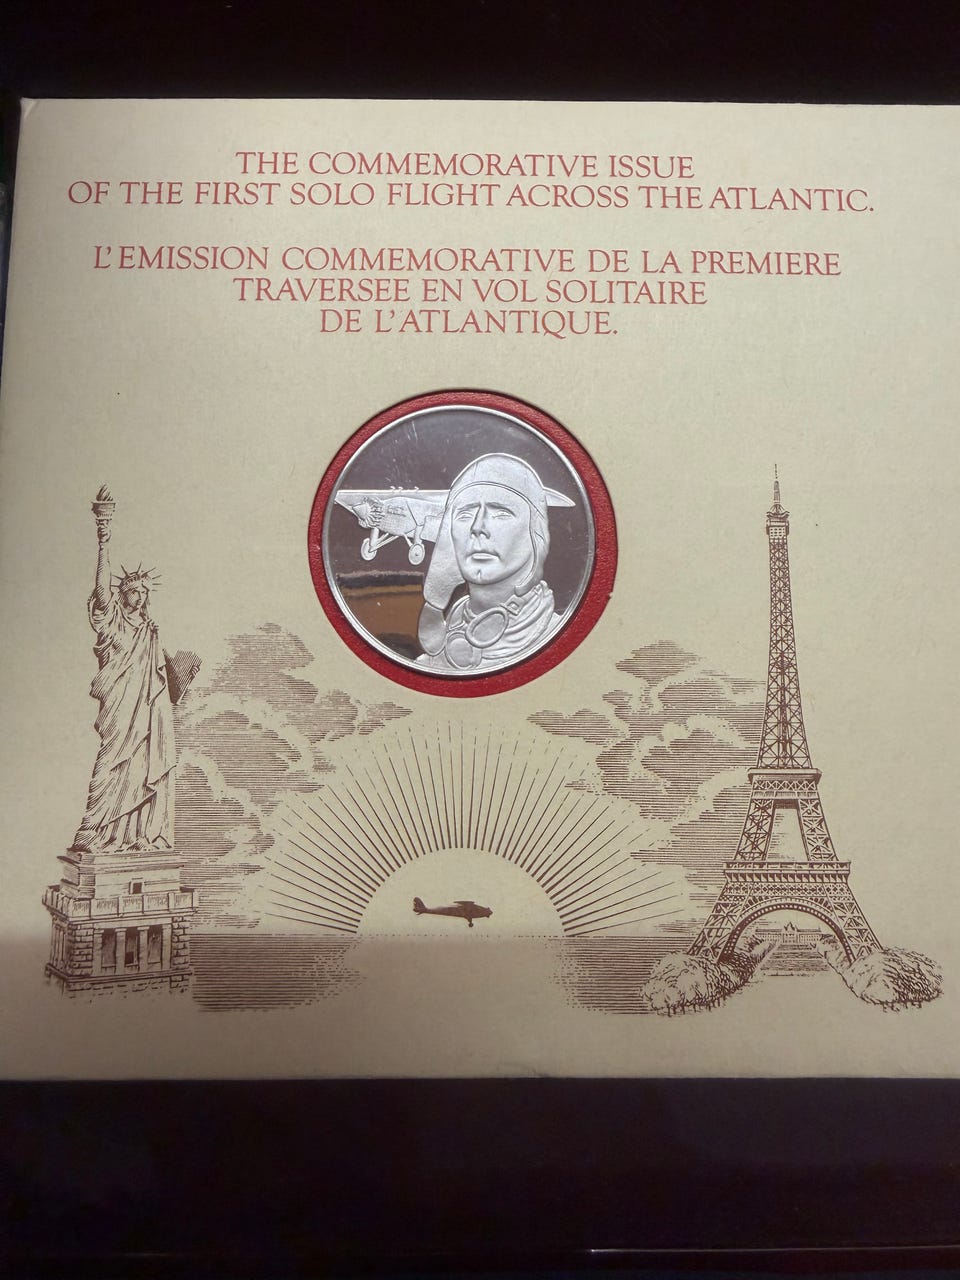 THE COMMEMORATIVE ISSUE
OF THE FIRST SOLO FLIGHT ACROSS THE ATLANTIC.
L'EMISSION COMMEMORATIVE DE LA PREMIERE
TRAVERSEE EN VOL SOLITAIRE
DE L'ATLANTIQUE.